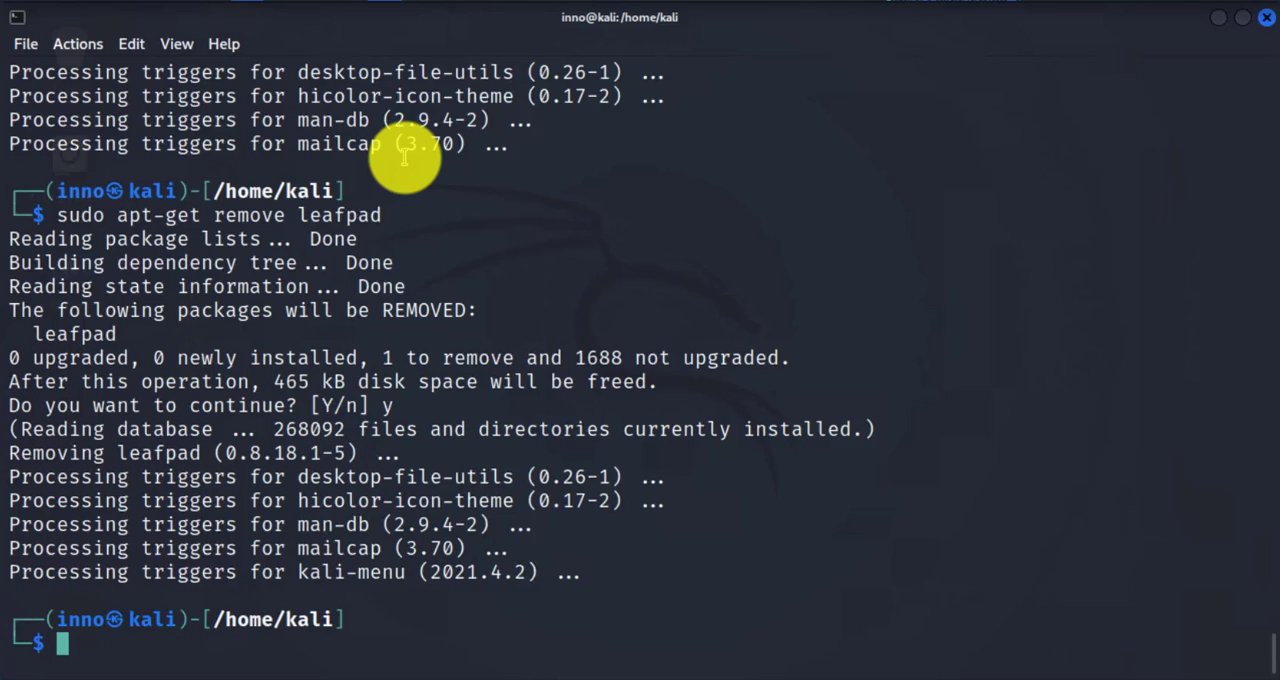 inno@kali: /home/kali
File Actions Edit View Help
Processing triggers for desktop-file-utils (0.26-1) ...
Processing triggers for hicolor-icon-theme (0.17-2) ...
Processing triggers for man-db (2.9.4-2) ...
Processing triggers for mailcap (3.70) ...
┌──(inno㉿kali)-[/home/kali]
└─$ sudo apt-get remove leafpad
Reading package lists... Done
Building dependency tree... Done
Reading state information... Done
The following packages will be REMOVED:
leafpad
0 upgraded, 0 newly installed, 1 to remove and 1688 not upgraded.
After this operation, 465 kB disk space will be freed.
Do you want to continue? [Y/n] y
(Reading database ... 268092 files and directories currently installed.)
Removing leafpad (0.8.18.1-5) ...
Processing triggers for desktop-file-utils (0.26-1) ...
Processing triggers for hicolor-icon-theme (0.17-2) ...
Processing triggers for man-db (2.9.4-2) ...
Processing triggers for mailcap (3.70) ...
Processing triggers for kali-menu (2021.4.2) ...
┌──(inno㉿kali)-[/home/kali]
└─$